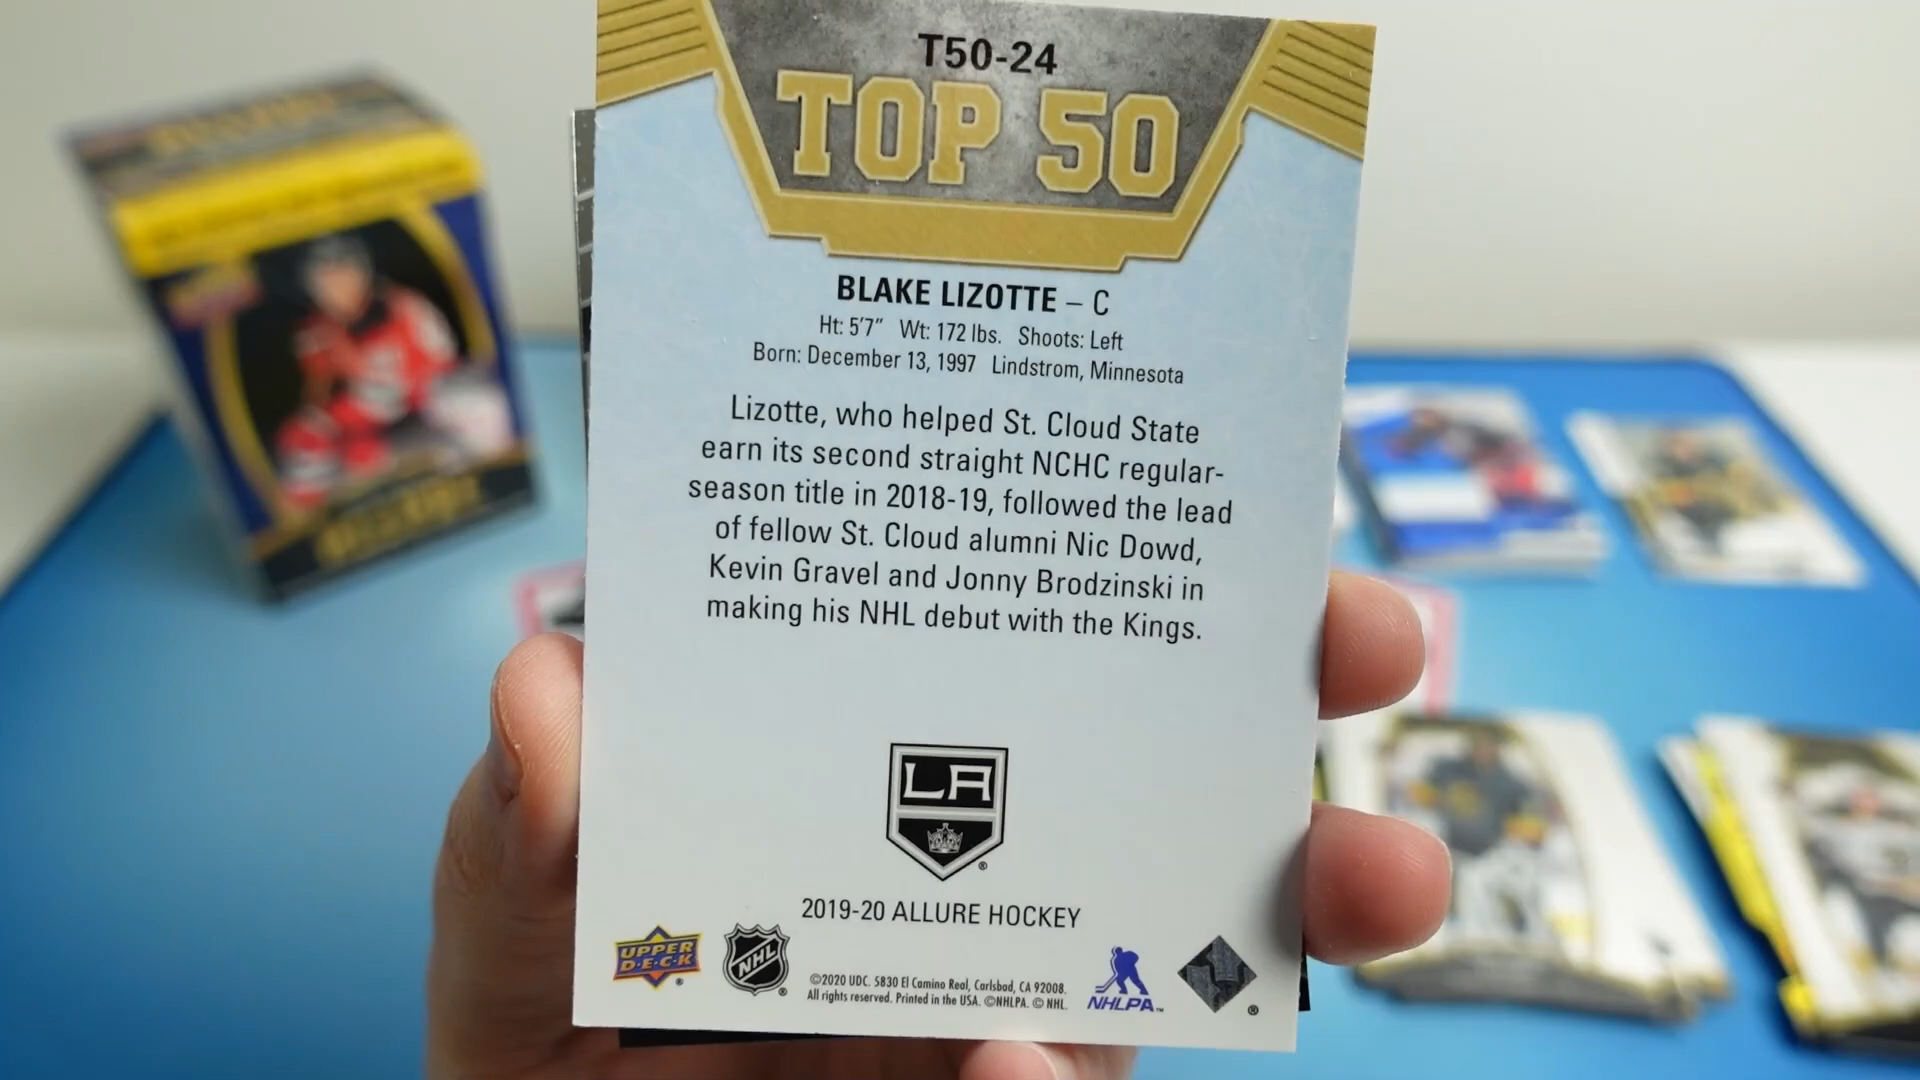 T50-24
TOP 50
BLAKE LIZOTTE – C
Ht: 5'7" Wt: 172 lbs. Shoots: Left
Born: December 13, 1997 Lindstrom, Minnesota
Lizotte, who helped St. Cloud State
earn its second straight NCHC regular-
season title in 2018-19, followed the lead
of fellow St. Cloud alumni Nic Dowd,
Kevin Gravel and Jonny Brodzinski in
making his NHL debut with the Kings.
LA
®
2019-20 ALLURE HOCKEY
UPPER
D·E·C·K
®
NHL
®
©2020 UDC. 5830 El Camino Real, Carlsbad, CA 92008.
All rights reserved. Printed in the USA. ©NHLPA. © NHL.
NHLPA™
®